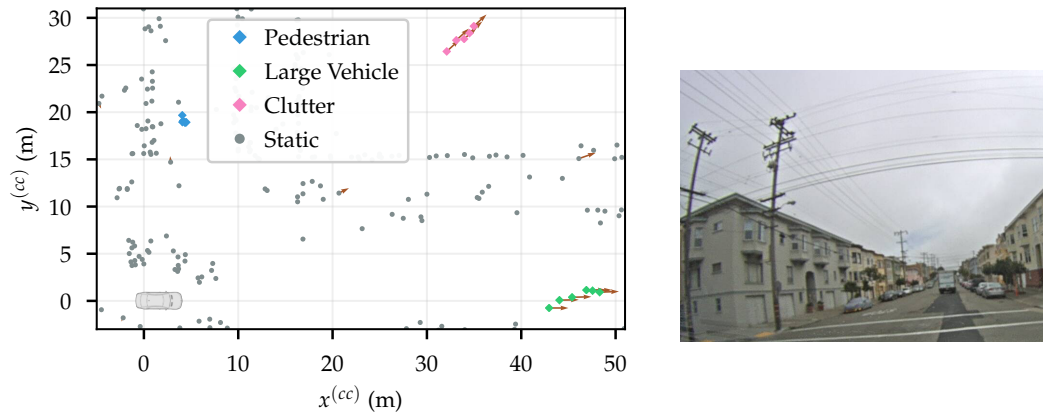 30
25
20
15
10
5
0
y^(cc) (m)
Pedestrian
Large Vehicle
Clutter
Static
0 10 20 30 40 50
x^(cc) (m)